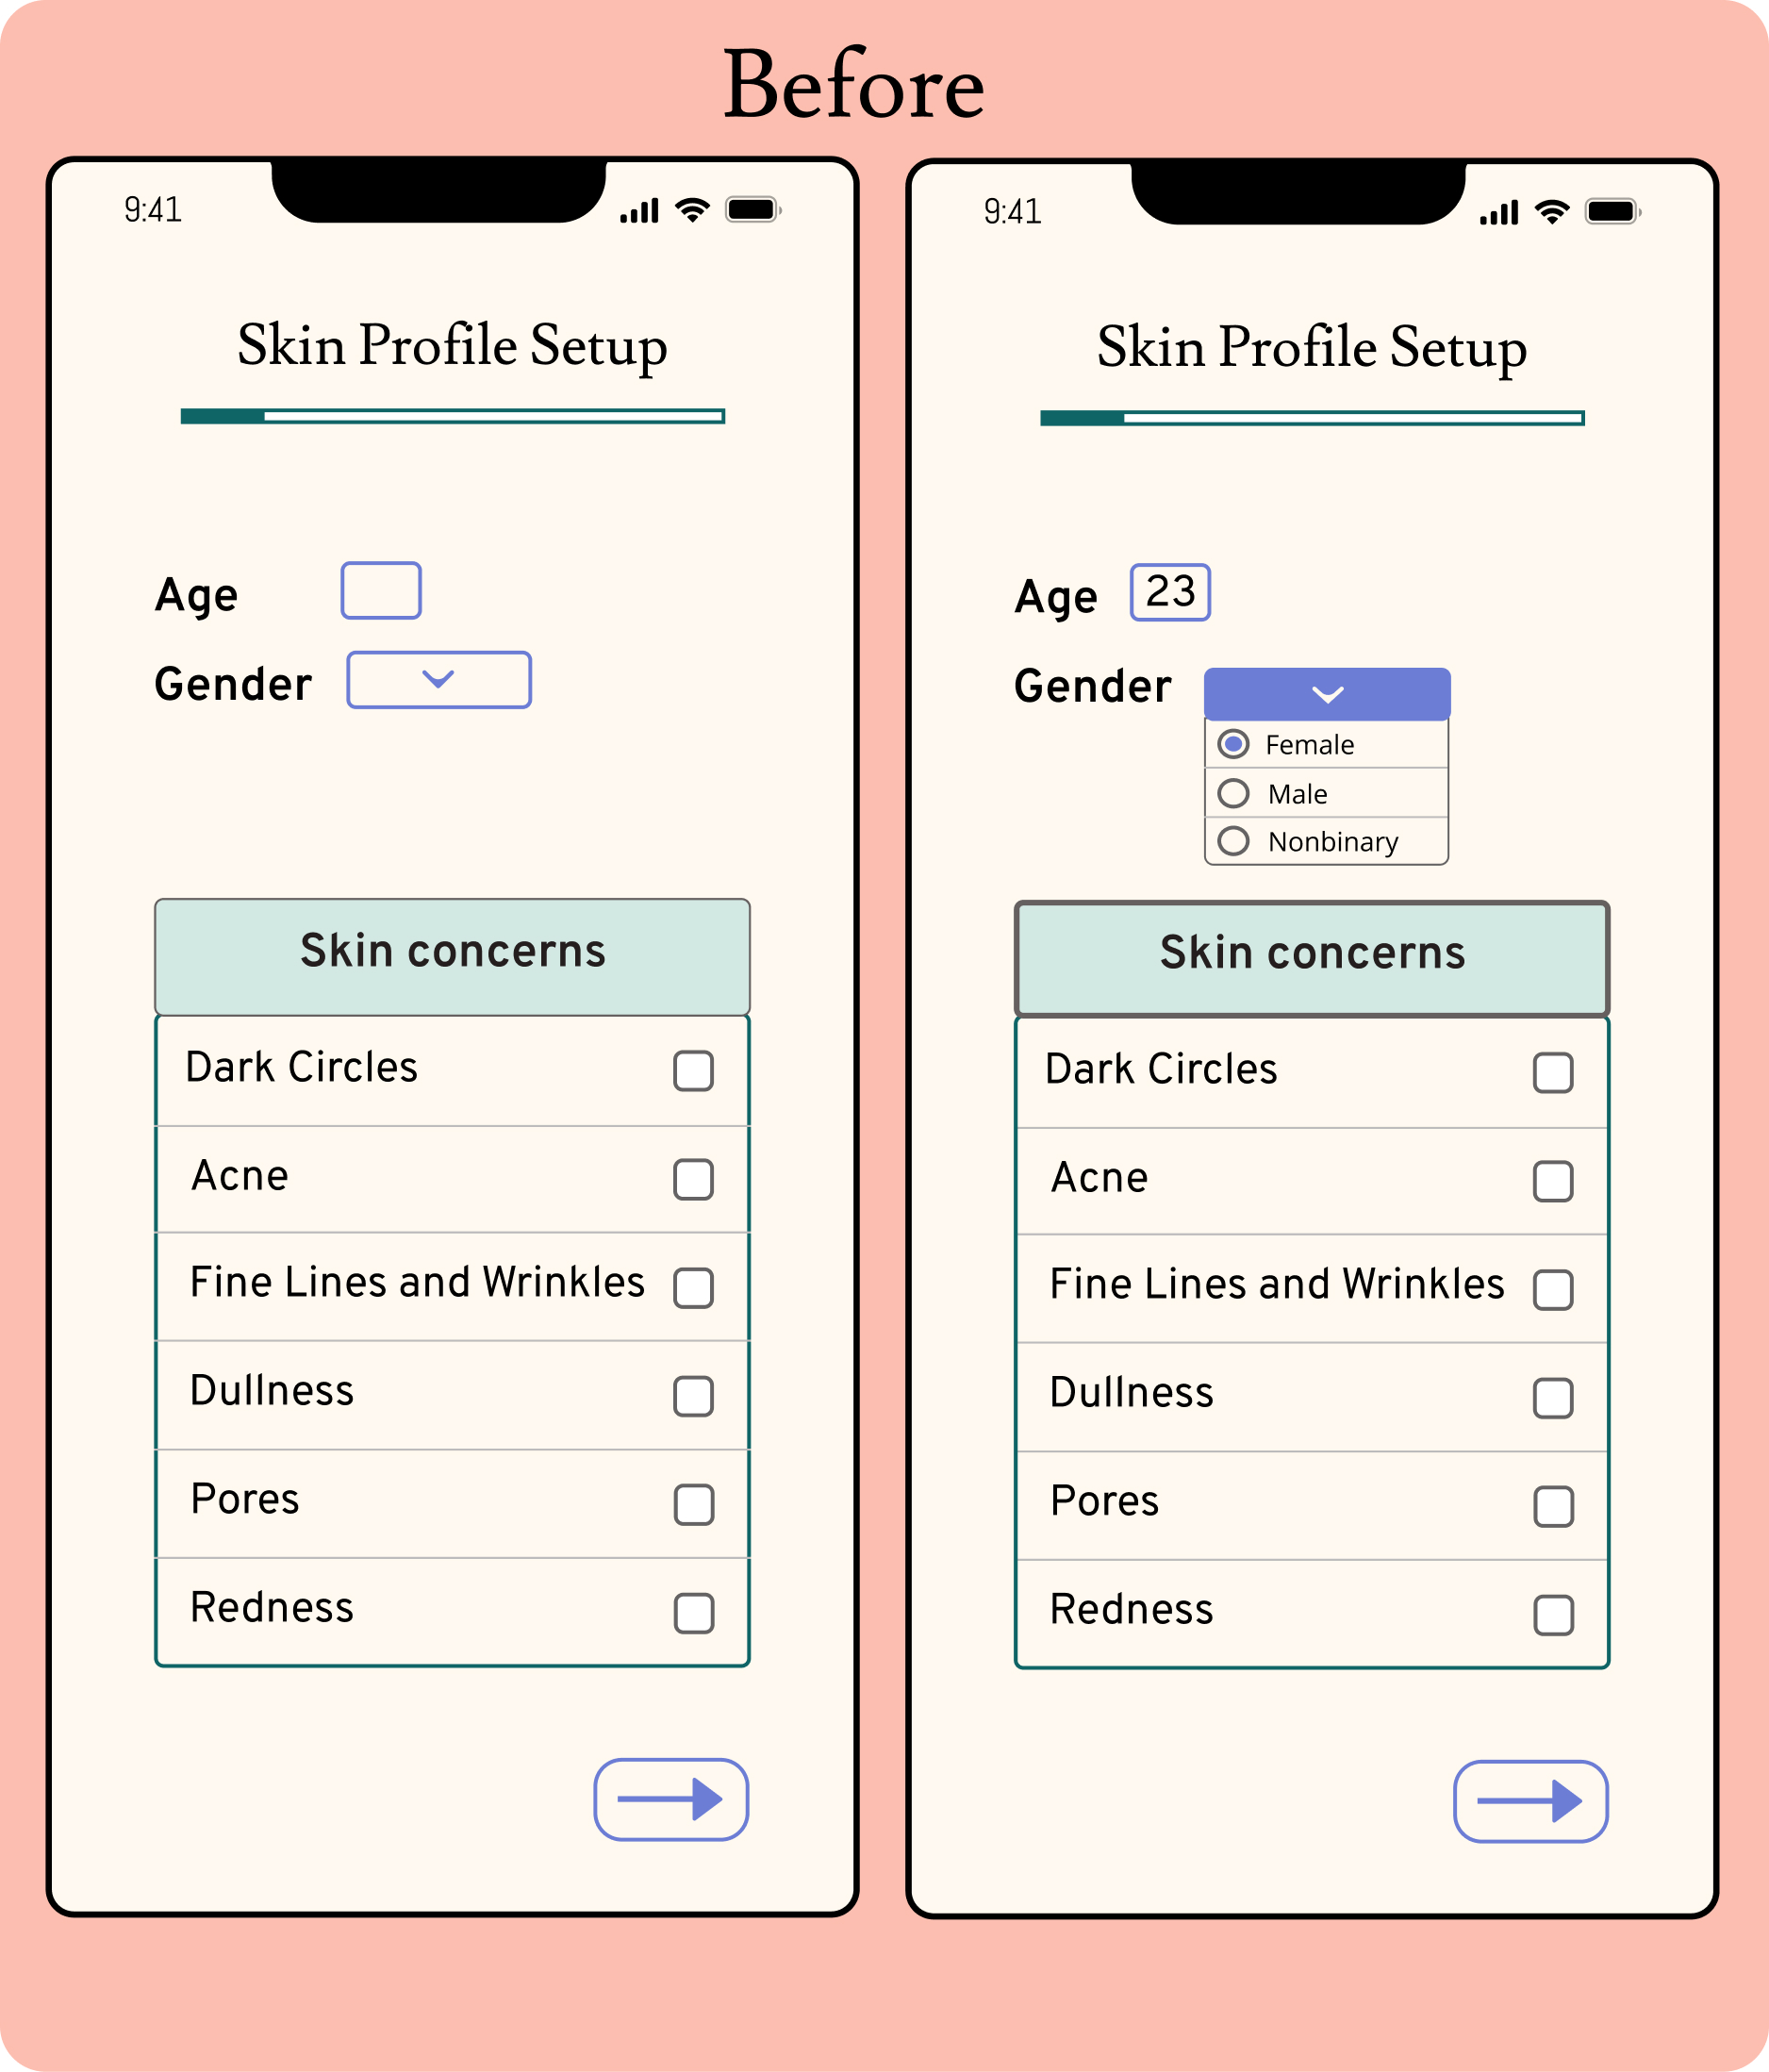 Before
9:41
Skin Profile Setup
Age
Gender
Skin concerns
Dark Circles
Acne
Fine Lines and Wrinkles
Dullness
Pores
Redness
9:41
Skin Profile Setup
Age 23
Gender
Female
Male
Nonbinary
Skin concerns
Dark Circles
Acne
Fine Lines and Wrinkles
Dullness
Pores
Redness